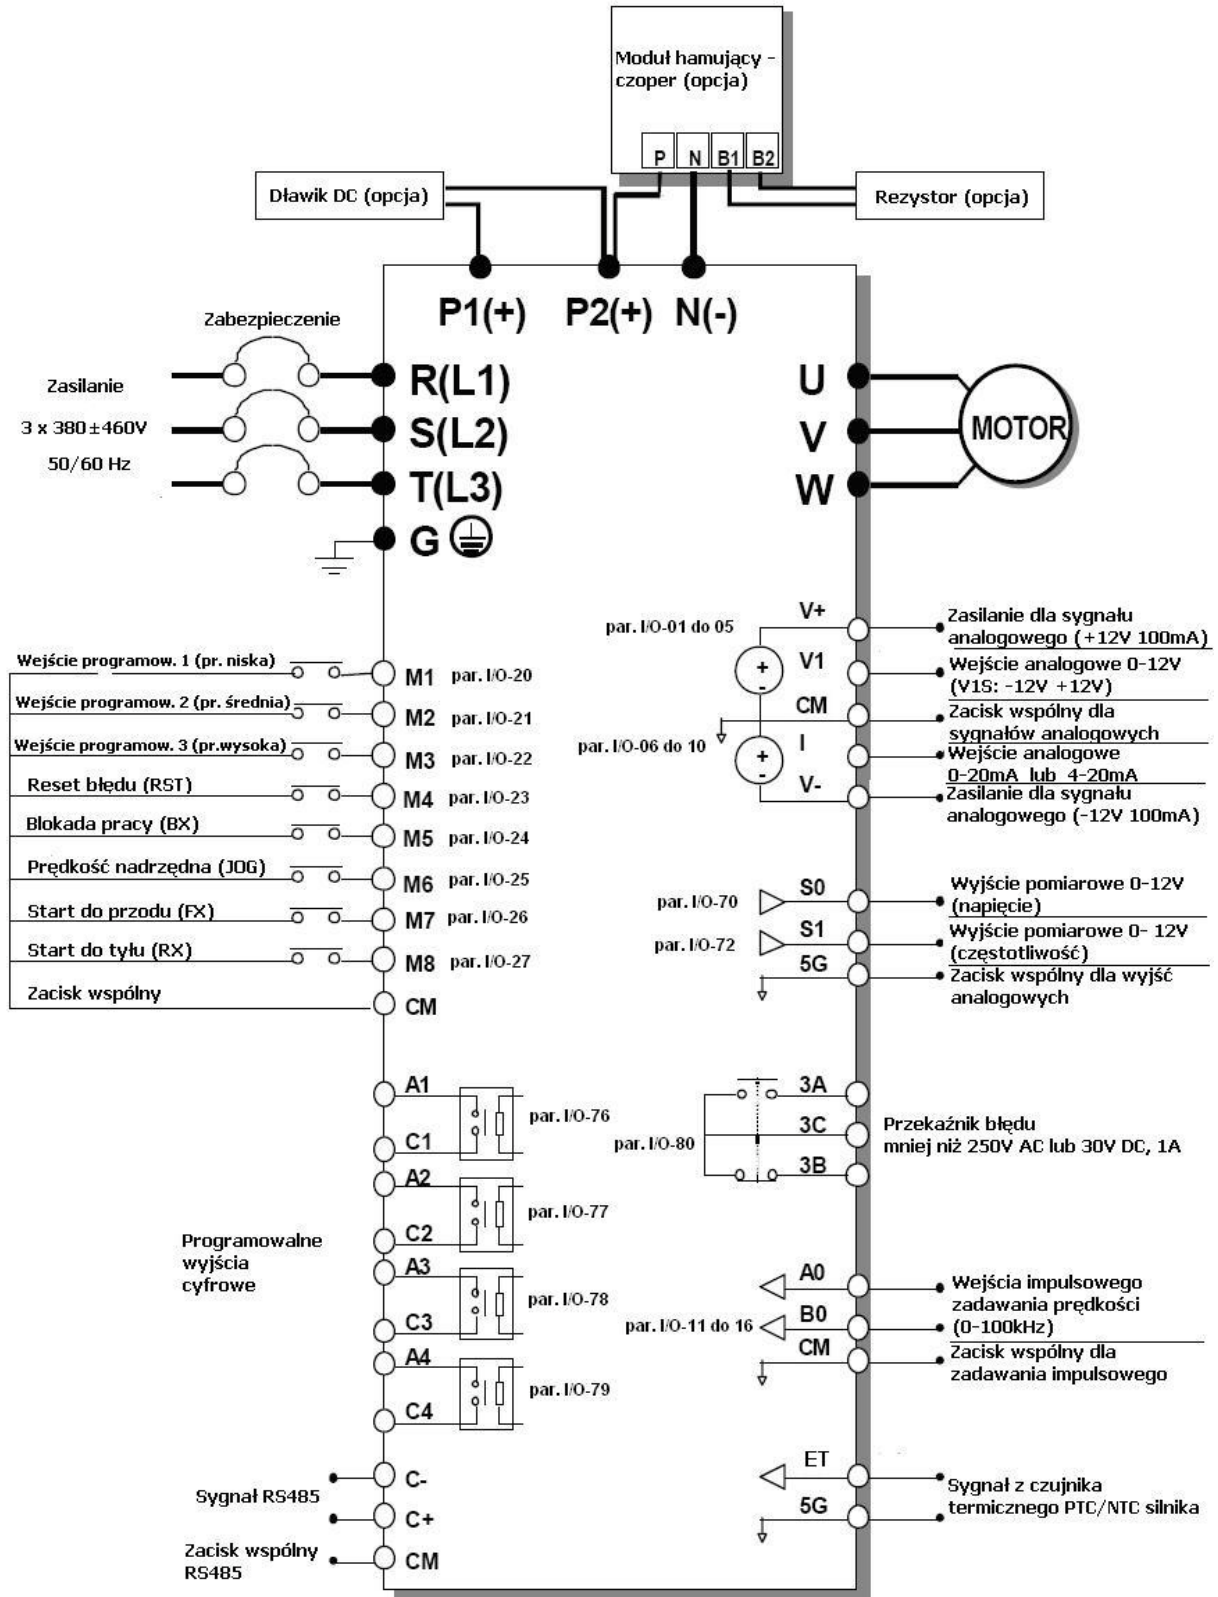 Moduł hamujący -
czoper (opcja)
P N B1 B2
Dławik DC (opcja)
Rezystor (opcja)
P1(+) P2(+) N(-)
Zabezpieczenie
Zasilanie
3 x 380±460V
50/60 Hz
R(L1)
S(L2)
T(L3)
G
U
V
W
MOTOR
Wejście programow. 1 (pr. niska)
M1 par. I/O-20
Wejście programow. 2 (pr. średnia)
M2 par. I/O-21
Wejście programow. 3 (pr.wysoka)
M3 par. I/O-22
Reset błędu (RST)
M4 par. I/O-23
Blokada pracy (BX)
M5 par. I/O-24
Prędkość nadrzędna (JOG)
M6 par. I/O-25
Start do przodu (FX)
M7 par. I/O-26
Start do tyłu (RX)
M8 par. I/O-27
Zacisk wspólny
CM
par. I/O-01 do 05
par. I/O-06 do 10
+
-
+
-
V+
Zasilanie dla sygnału
analogowego (+12V 100mA)
V1
Wejście analogowe 0-12V
(V1S: -12V +12V)
CM
Zacisk wspólny dla
sygnałów analogowych
I
Wejście analogowe
0-20mA lub 4-20mA
V-
Zasilanie dla sygnału
analogowego (-12V 100mA)
par. I/O-70
S0
Wyjście pomiarowe 0-12V
(napięcie)
par. I/O-72
S1
Wyjście pomiarowe 0- 12V
(częstotliwość)
5G
Zacisk wspólny dla wyjść
analogowych
A1
C1
par. I/O-76
A2
C2
par. I/O-77
A3
C3
par. I/O-78
A4
C4
par. I/O-79
Programowalne
wyjścia
cyfrowe
par. I/O-80
3A
3C
3B
Przekaźnik błędu
mniej niż 250V AC lub 30V DC, 1A
par. I/O-11 do 16
A0
B0
Wejścia impulsowego
zadawania prędkości
(0-100kHz)
CM
Zacisk wspólny dla
zadawania impulsowego
Sygnał RS485
C-
C+
Zacisk wspólny
RS485
CM
ET
5G
Sygnał z czujnika
termicznego PTC/NTC silnika